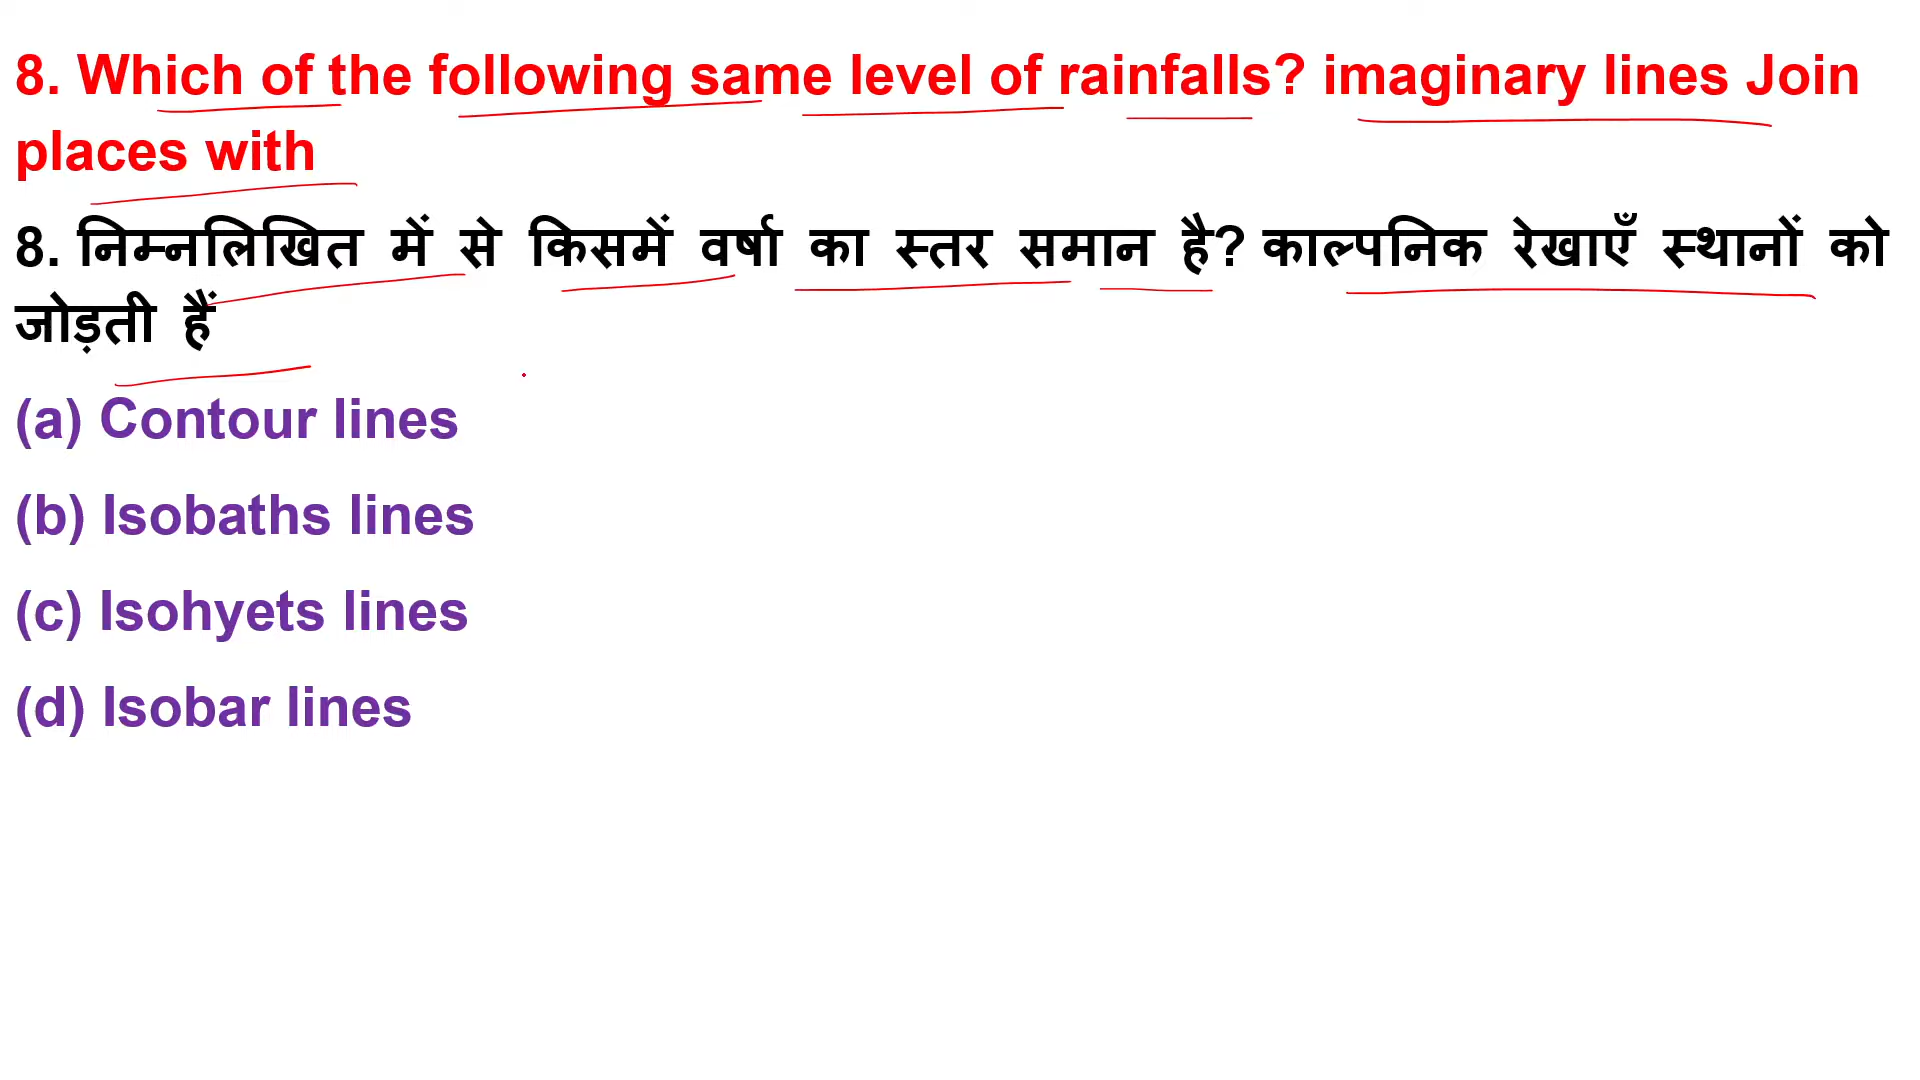 8. Which of the following same level of rainfalls? imaginary lines Join
places with
8. निम्नलिखित में से किसमें वर्षा का स्तर समान है? काल्पनिक रेखाएँ स्थानों को
जोड़ती हैं
(a) Contour lines
(b) Isobaths lines
(c) Isohyets lines
(d) Isobar lines